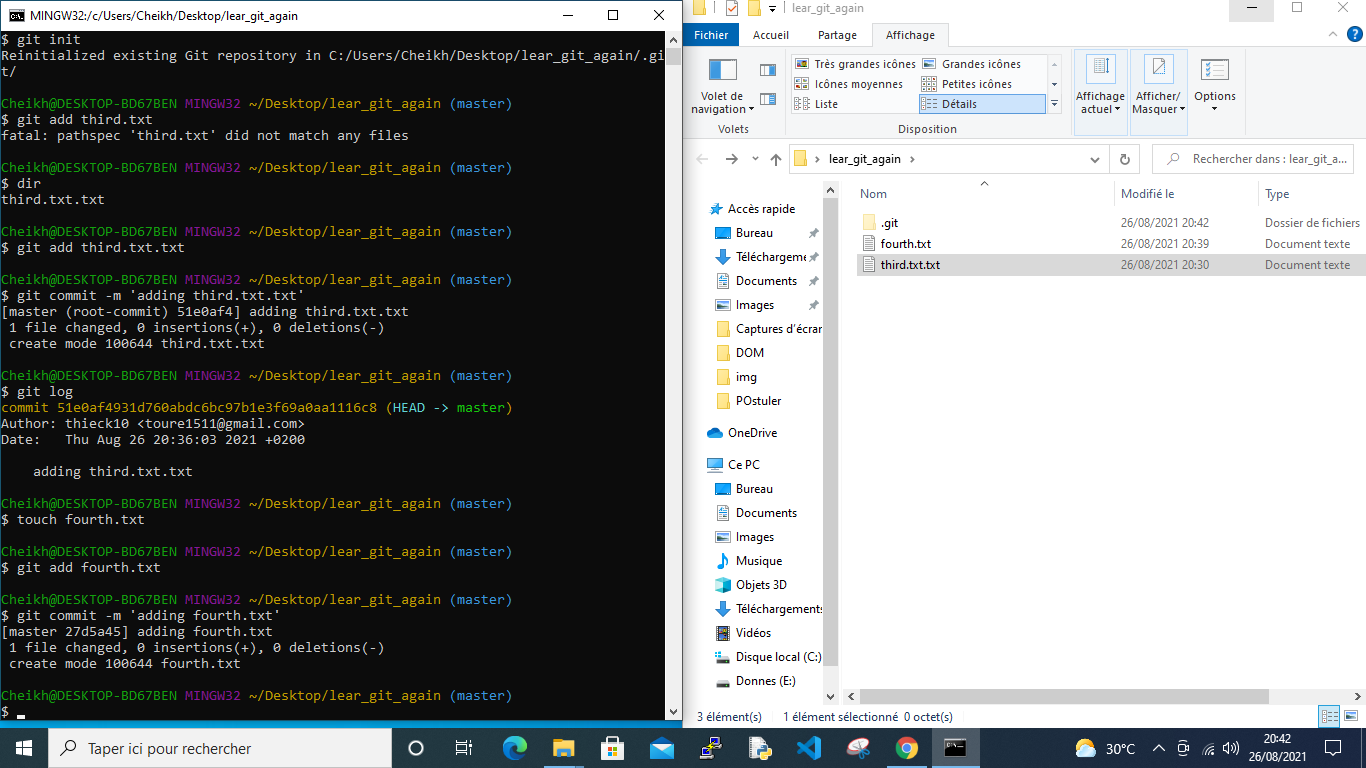 MINGW32:/c/Users/Cheikh/Desktop/lear_git_again
$ git init
Reinitialized existing Git repository in C:/Users/Cheikh/Desktop/lear_git_again/.gi
t/
Cheikh@DESKTOP-BD67BEN MINGW32 ~/Desktop/lear_git_again (master)
$ git add third.txt
fatal: pathspec 'third.txt' did not match any files
Cheikh@DESKTOP-BD67BEN MINGW32 ~/Desktop/lear_git_again (master)
$ dir
third.txt.txt
Cheikh@DESKTOP-BD67BEN MINGW32 ~/Desktop/lear_git_again (master)
$ git add third.txt.txt
Cheikh@DESKTOP-BD67BEN MINGW32 ~/Desktop/lear_git_again (master)
$ git commit -m 'adding third.txt.txt'
[master (root-commit) 51e0af4] adding third.txt.txt
1 file changed, 0 insertions(+), 0 deletions(-)
create mode 100644 third.txt.txt
Cheikh@DESKTOP-BD67BEN MINGW32 ~/Desktop/lear_git_again (master)
$ git log
commit 51e0af4931d760abdc6bc97b1e3f69a0aa1116c8 (HEAD -> master)
Author: thieck10 <toure1511@gmail.com>
Date:   Thu Aug 26 20:36:03 2021 +0200
adding third.txt.txt
Cheikh@DESKTOP-BD67BEN MINGW32 ~/Desktop/lear_git_again (master)
$ touch fourth.txt
Cheikh@DESKTOP-BD67BEN MINGW32 ~/Desktop/lear_git_again (master)
$ git add fourth.txt
Cheikh@DESKTOP-BD67BEN MINGW32 ~/Desktop/lear_git_again (master)
$ git commit -m 'adding fourth.txt'
[master 27d5a45] adding fourth.txt
1 file changed, 0 insertions(+), 0 deletions(-)
create mode 100644 fourth.txt
Cheikh@DESKTOP-BD67BEN MINGW32 ~/Desktop/lear_git_again (master)
$
lear_git_again
Fichier Accueil Partage Affichage
Volet de navigation
Volets
Très grandes icônes Grandes icônes
Icônes moyennes Petites icônes
Liste Détails
Disposition
Affichage actuel
Afficher/ Masquer
Options
lear_git_again
Rechercher dans : lear_git_a...
Accès rapide
Bureau
Téléchargeme
Documents
Images
Captures d'écran
DOM
img
POstuler
OneDrive
Ce PC
Bureau
Documents
Images
Musique
Objets 3D
Téléchargements
Vidéos
Disque local (C:)
Donnes (E:)
Nom Modifié le Type
.git 26/08/2021 20:42 Dossier de fichiers
fourth.txt 26/08/2021 20:39 Document texte
third.txt.txt 26/08/2021 20:30 Document texte
3 élément(s) 1 élément sélectionné 0 octet(s)
Taper ici pour rechercher
30°C
20:42
26/08/2021